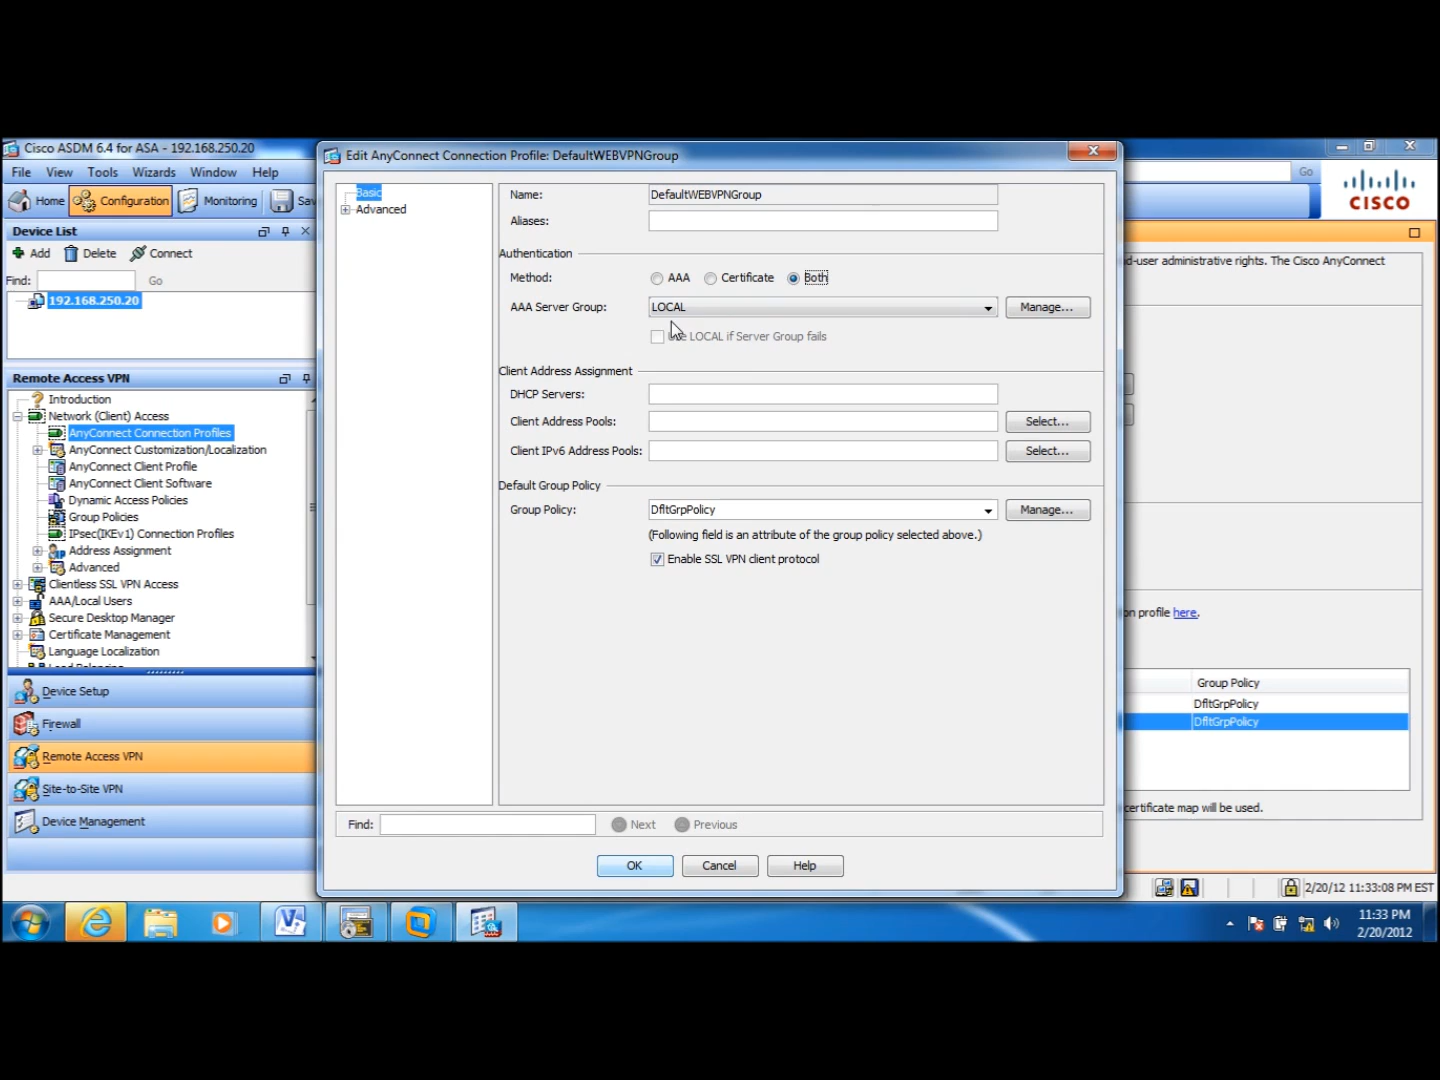 Cisco ASDM 6.4 for ASA - 192.168.250.20
File View Tools Wizards Window Help
Go
Home Configuration Monitoring
CISCO
Device List
Add Delete Connect
Find: Go
192.168.250.20
Remote Access VPN
Introduction
Network (Client) Access
AnyConnect Connection Profiles
AnyConnect Customization/Localization
AnyConnect Client Profile
AnyConnect Client Software
Dynamic Access Policies
Group Policies
IPsec(IKEv1) Connection Profiles
Address Assignment
Advanced
Clientless SSL VPN Access
AAA/Local Users
Secure Desktop Manager
Certificate Management
Language Localization
Device Setup
Firewall
Remote Access VPN
Site-to-Site VPN
Device Management
Edit AnyConnect Connection Profile: DefaultWEBVPNGroup
Basic
Advanced
Name: DefaultWEBVPNGroup
Aliases:
Authentication
Method: AAA Certificate Both
AAA Server Group: LOCAL Manage...
LOCAL if Server Group fails
Client Address Assignment
DHCP Servers:
Client Address Pools: Select...
Client IPv6 Address Pools: Select...
Default Group Policy
Group Policy: DfltGrpPolicy Manage...
(Following field is an attribute of the group policy selected above.)
Enable SSL VPN client protocol
Find: Next Previous
OK Cancel Help
d-user administrative rights. The Cisco AnyConnect
on profile here.
Group Policy
DfltGrpPolicy
DfltGrpPolicy
certificate map will be used.
2/20/12 11:33:08 PM EST
11:33 PM
2/20/2012